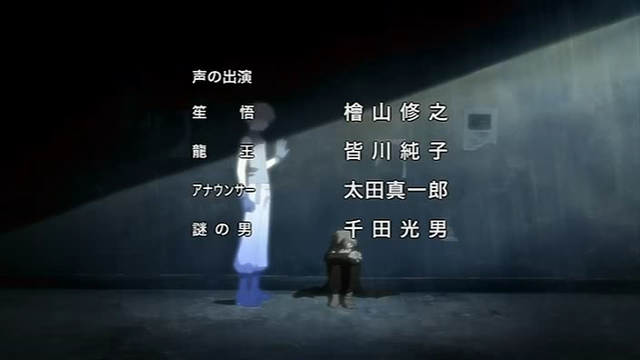 声の出演
笙 悟 檜山修之
龍 王 皆川純子
アナウンサー 太田真一郎
謎の男 千田光男